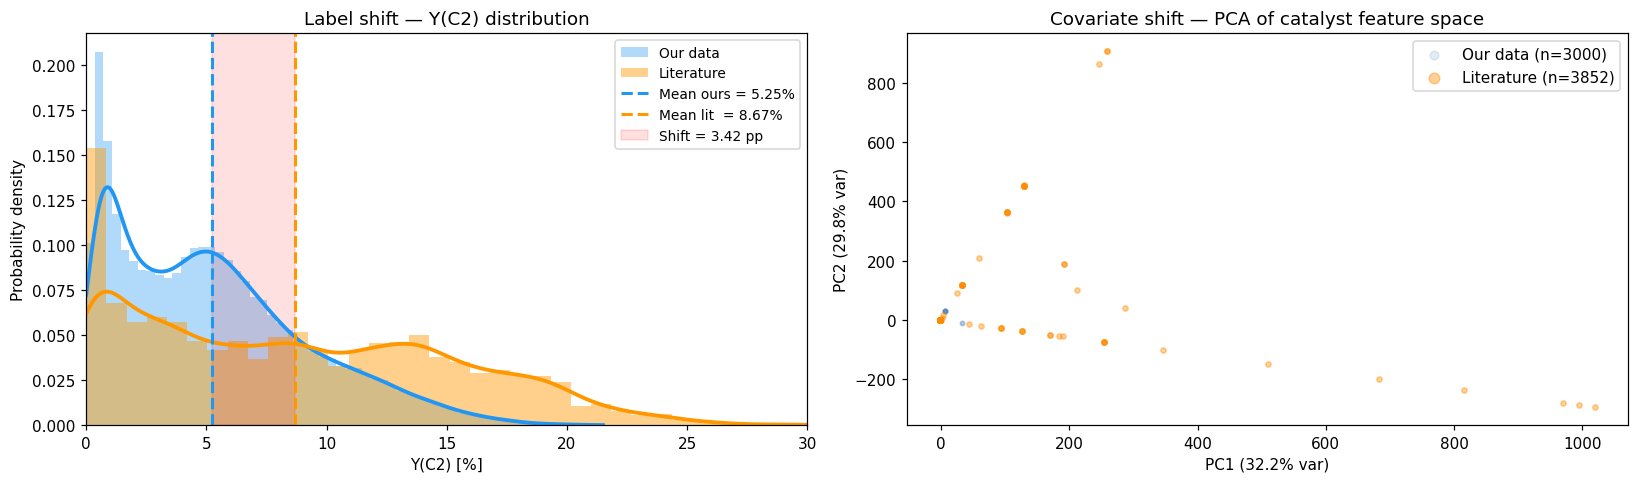 Label shift — Y(C2) distribution
Probability density
0.200
0.175
0.150
0.125
0.100
0.075
0.050
0.025
0.000
0
5
10
15
20
25
30
Y(C2) [%]
Our data
Literature
Mean ours = 5.25%
Mean lit  = 8.67%
Shift = 3.42 pp
Covariate shift — PCA of catalyst feature space
PC2 (29.8% var)
800
600
400
200
0
−200
0
200
400
600
800
1000
PC1 (32.2% var)
Our data (n=3000)
Literature (n=3852)